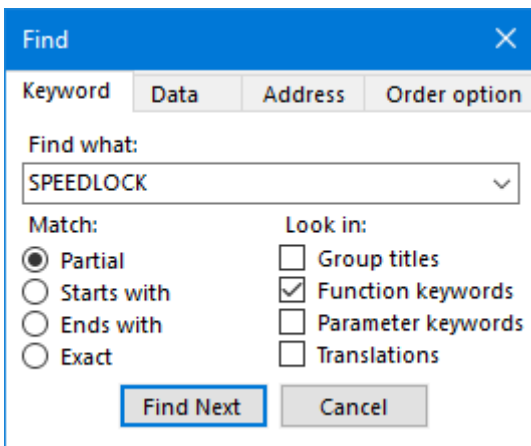 Find
Keyword Data Address Order option
Find what:
SPEEDLOCK
Match: Look in:
Partial Group titles
Starts with Function keywords
Ends with Parameter keywords
Exact Translations
Find Next Cancel